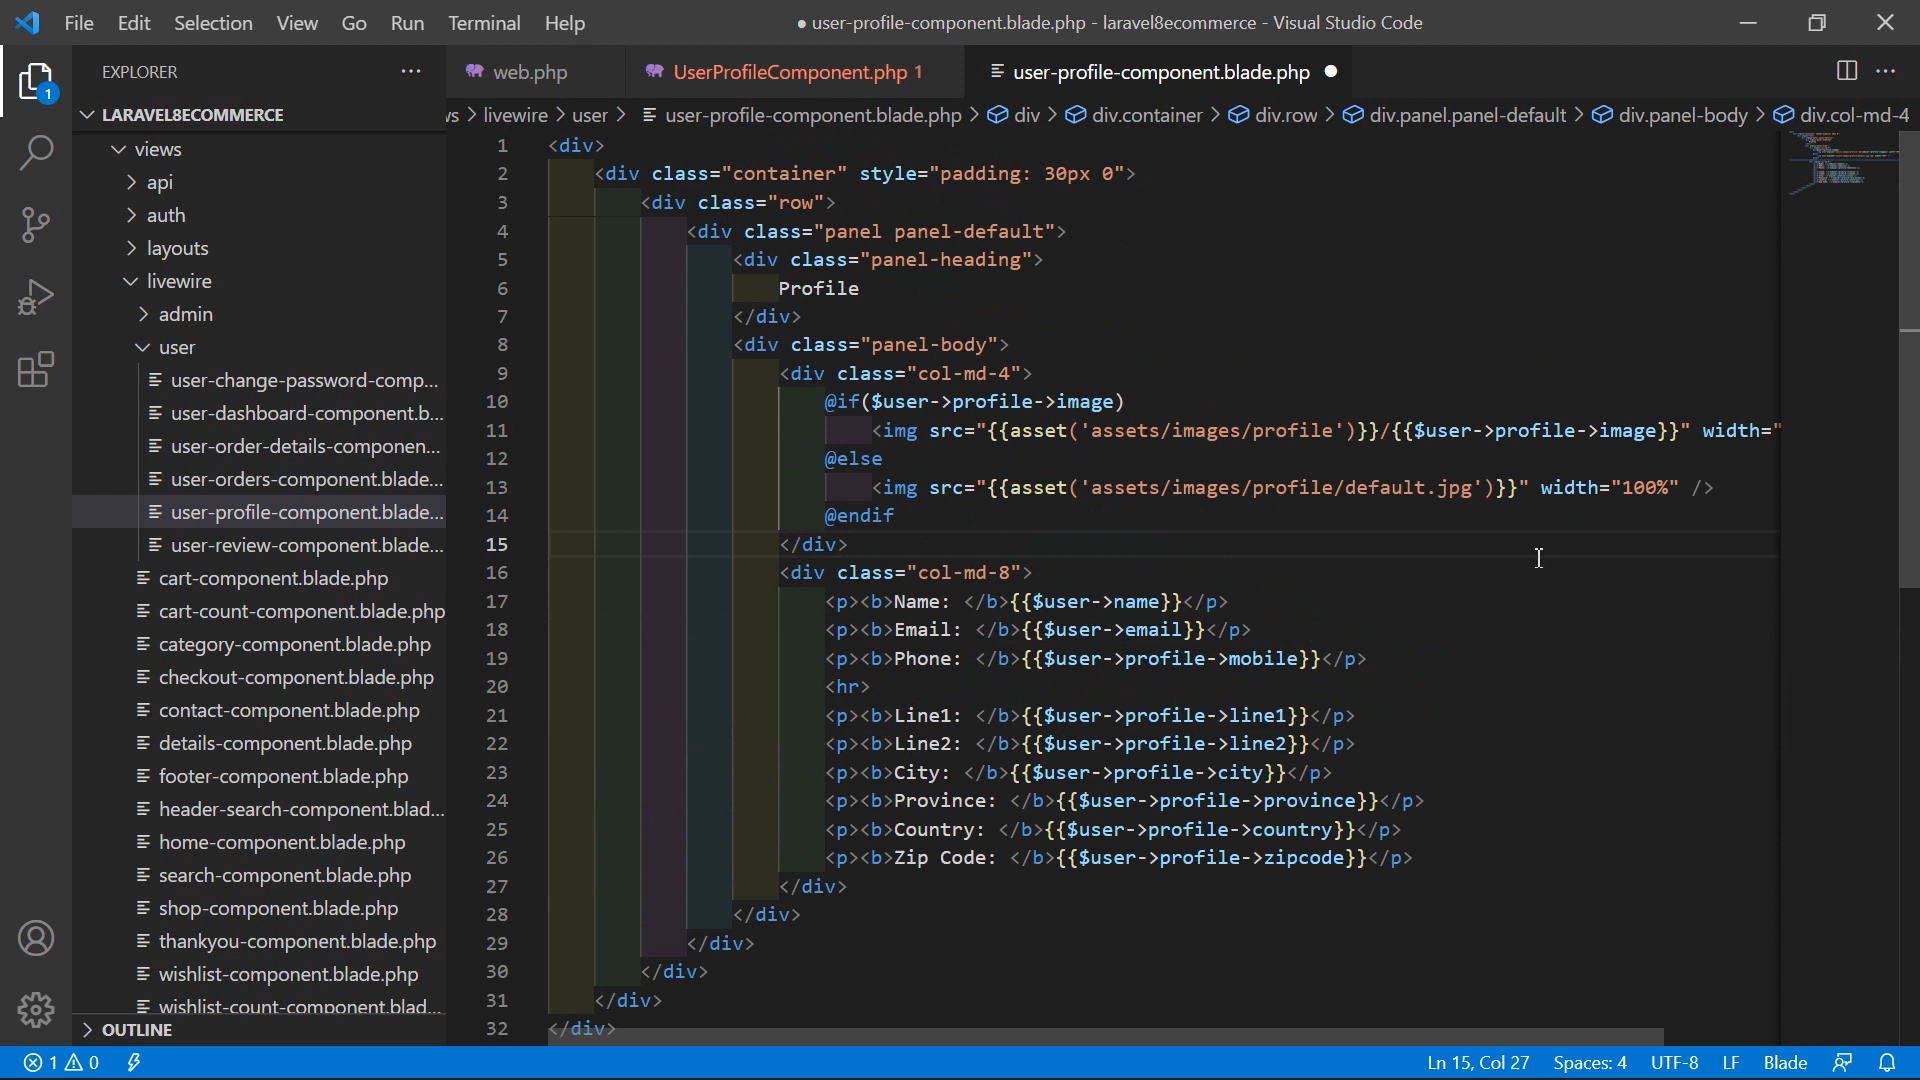 File Edit Selection View Go Run Terminal Help
● user-profile-component.blade.php - laravel8ecommerce - Visual Studio Code
EXPLORER
web.php
UserProfileComponent.php 1
user-profile-component.blade.php
1
LARAVEL8ECOMMERCE
vs > livewire > user > user-profile-component.blade.php > div > div.container > div.row > div.panel.panel-default > div.panel-body > div.col-md-4
views
api
auth
layouts
livewire
admin
user
user-change-password-comp...
user-dashboard-component.b...
user-order-details-componen...
user-orders-component.blade...
user-profile-component.blade...
user-review-component.blade...
cart-component.blade.php
cart-count-component.blade.php
category-component.blade.php
checkout-component.blade.php
contact-component.blade.php
details-component.blade.php
footer-component.blade.php
header-search-component.blad...
home-component.blade.php
search-component.blade.php
shop-component.blade.php
thankyou-component.blade.php
wishlist-component.blade.php
wishlist-count-component.blad...
OUTLINE
1 <div>
2 <div class="container" style="padding: 30px 0">
3 <div class="row">
4 <div class="panel panel-default">
5 <div class="panel-heading">
6 Profile
7 </div>
8 <div class="panel-body">
9 <div class="col-md-4">
10 @if($user->profile->image)
11 <img src="{{asset('assets/images/profile')}}/{{$user->profile->image}}" width="
12 @else
13 <img src="{{asset('assets/images/profile/default.jpg')}}" width="100%" />
14 @endif
15 </div>
16 <div class="col-md-8">
17 <p><b>Name: </b>{{$user->name}}</p>
18 <p><b>Email: </b>{{$user->email}}</p>
19 <p><b>Phone: </b>{{$user->profile->mobile}}</p>
20 <hr>
21 <p><b>Line1: </b>{{$user->profile->line1}}</p>
22 <p><b>Line2: </b>{{$user->profile->line2}}</p>
23 <p><b>City: </b>{{$user->profile->city}}</p>
24 <p><b>Province: </b>{{$user->profile->province}}</p>
25 <p><b>Country: </b>{{$user->profile->country}}</p>
26 <p><b>Zip Code: </b>{{$user->profile->zipcode}}</p>
27 </div>
28 </div>
29 </div>
30 </div>
31 </div>
32 </div>
1 0
Ln 15, Col 27 Spaces: 4 UTF-8 LF Blade